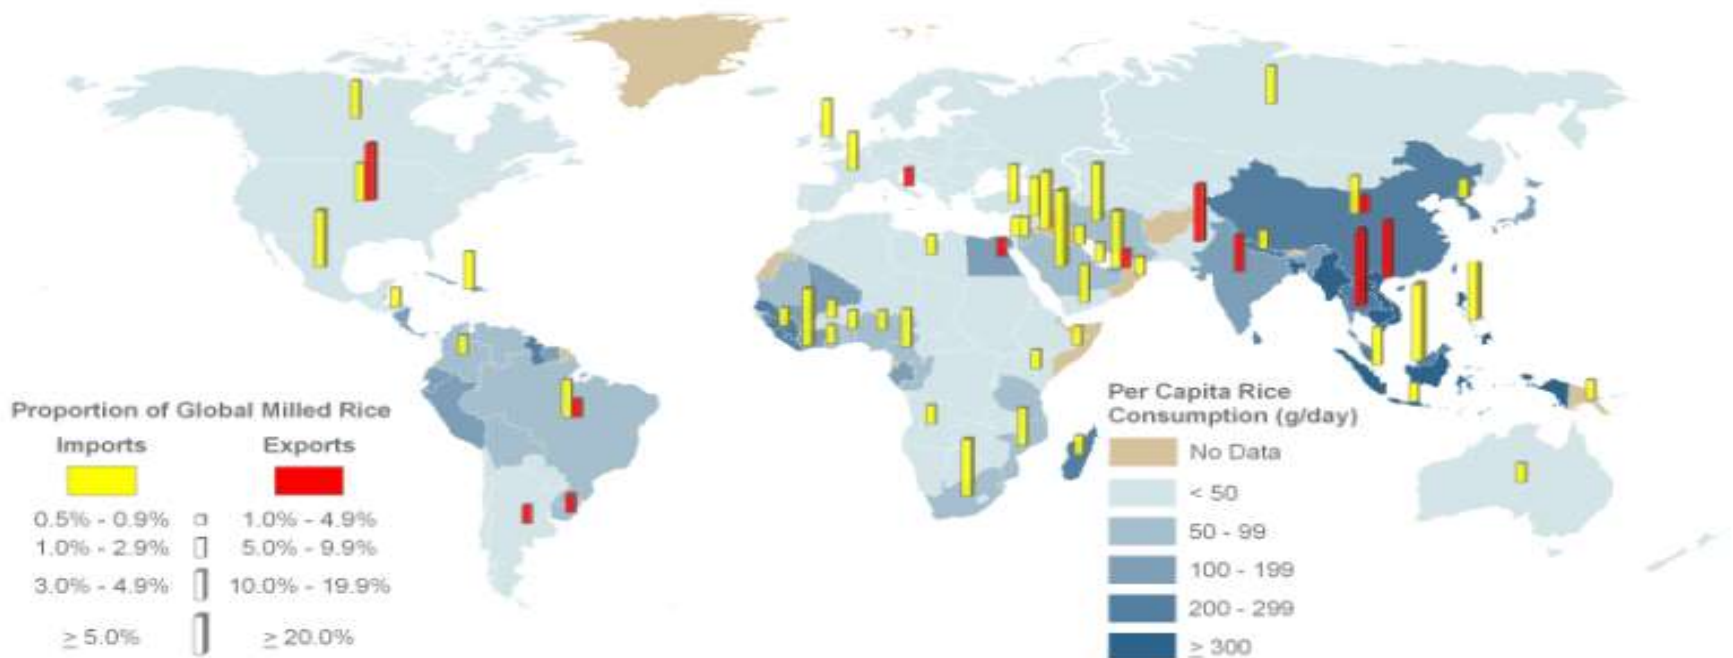 Proportion of Global Milled Rice
Imports Exports
0.5% - 0.9% 1.0% - 4.9%
1.0% - 2.9% 5.0% - 9.9%
3.0% - 4.9% 10.0% - 19.9%
≥ 5.0% ≥ 20.0%
Per Capita Rice
Consumption (g/day)
No Data
< 50
50 - 99
100 - 199
200 - 299
≥ 300